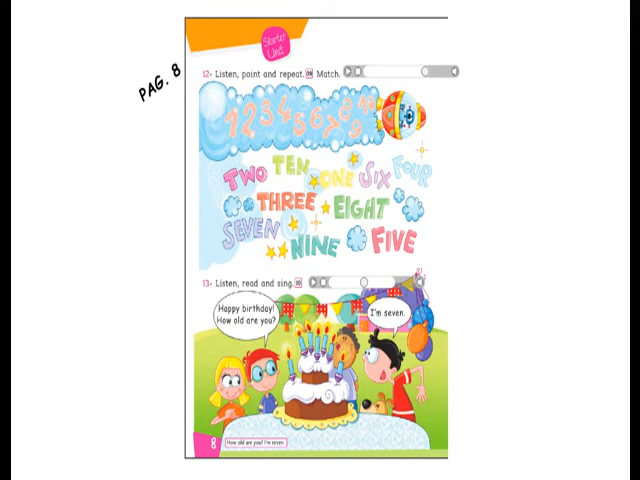 PAG. 8
Starter
Unit
12 Listen, point and repeat. 09 Match.
1 2 3 4 5 6 7 8 9 10
TWO TEN ONE SIX FOUR
THREE EIGHT
SEVEN NINE FIVE
13 Listen, read and sing. 10
Happy birthday!
How old are you?
I'm seven.
8 How old are you? I'm seven.